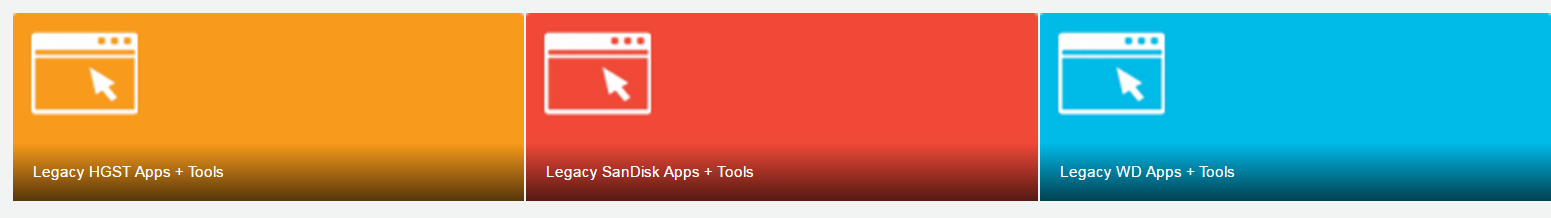 Legacy HGST Apps + Tools
Legacy SanDisk Apps + Tools
Legacy WD Apps + Tools